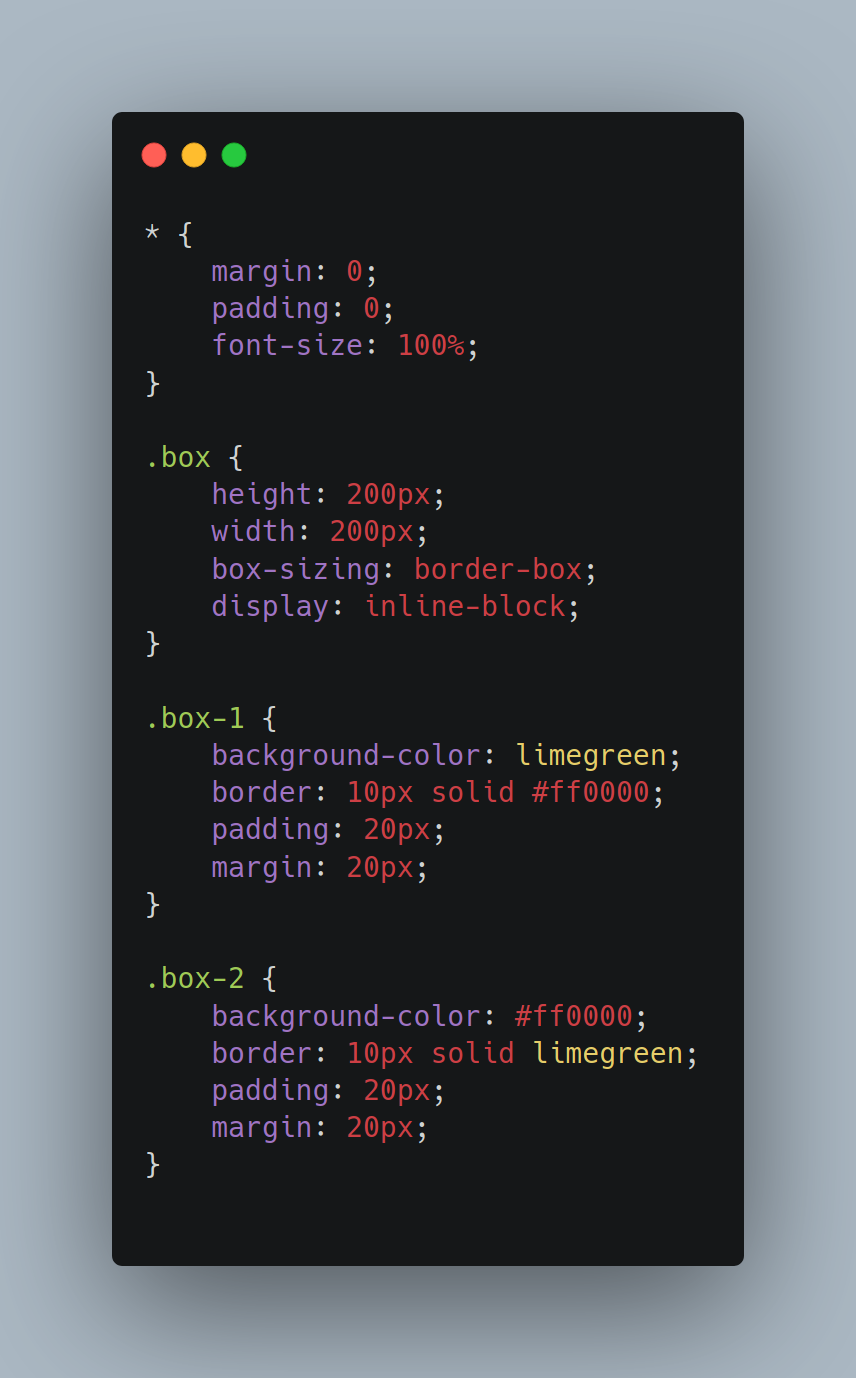 * {
    margin: 0;
    padding: 0;
    font-size: 100%;
}

.box {
    height: 200px;
    width: 200px;
    box-sizing: border-box;
    display: inline-block;
}

.box-1 {
    background-color: limegreen;
    border: 10px solid #ff0000;
    padding: 20px;
    margin: 20px;
}

.box-2 {
    background-color: #ff0000;
    border: 10px solid limegreen;
    padding: 20px;
    margin: 20px;
}